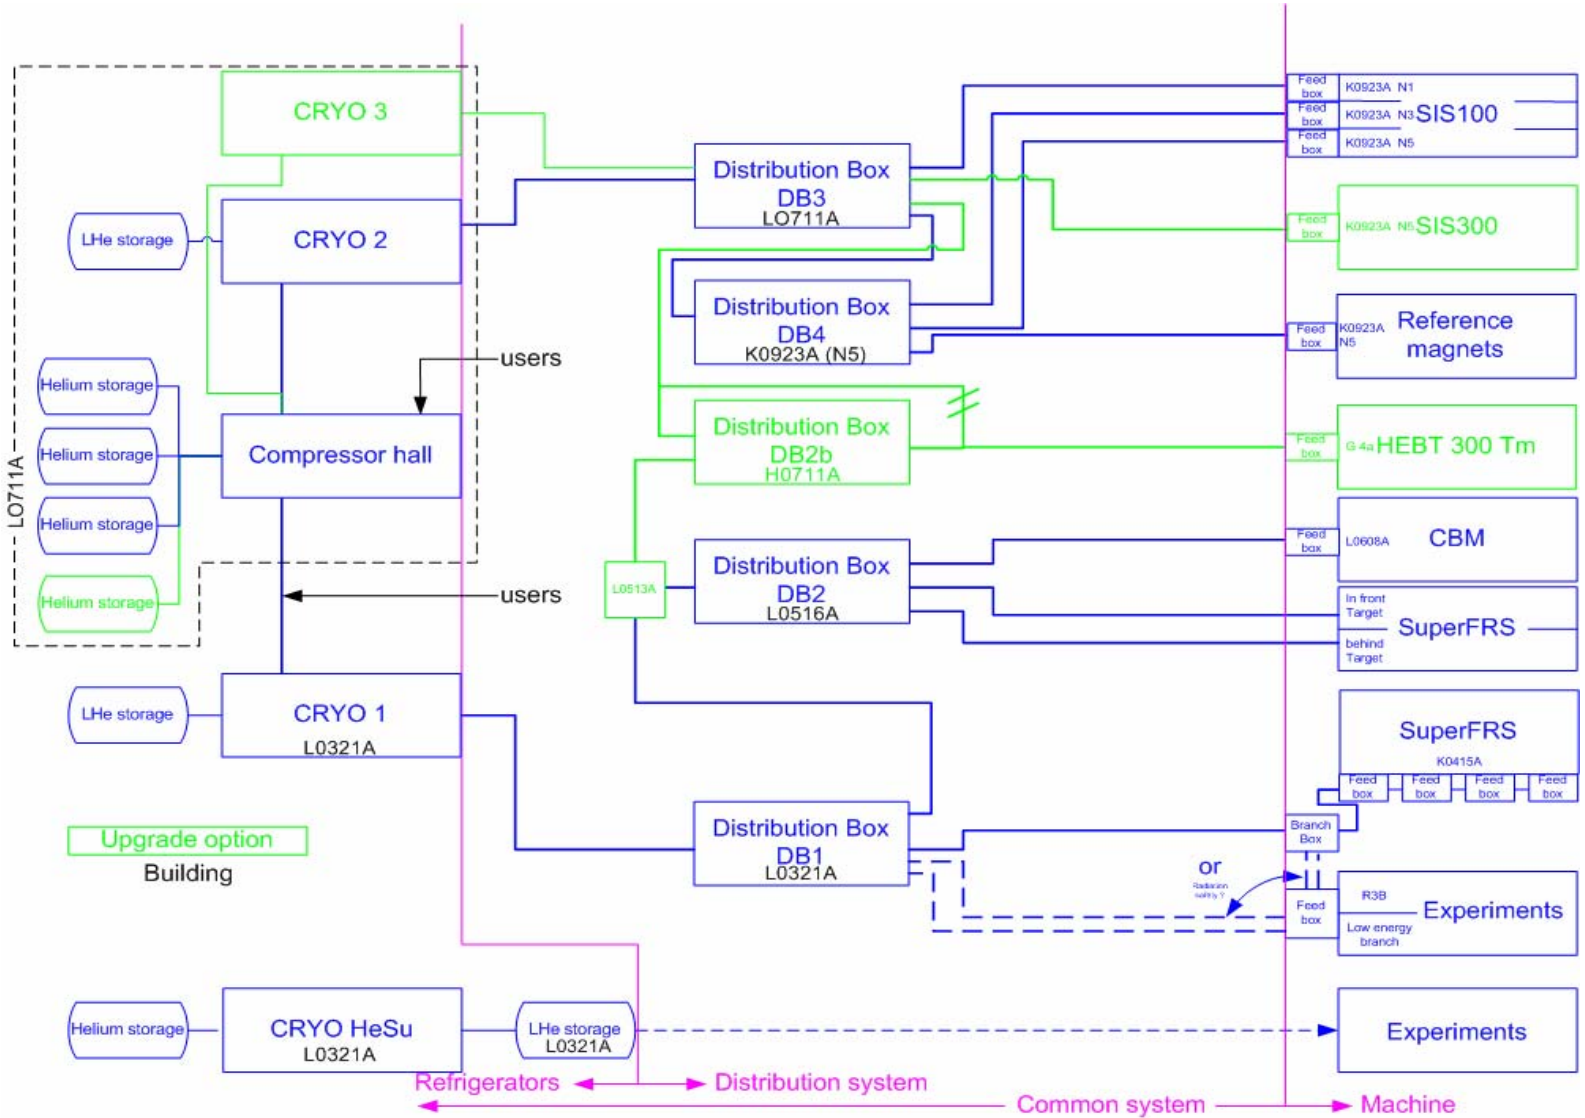 CRYO 3
LHe storage
CRYO 2
Helium storage
Helium storage
Helium storage
Helium storage
Compressor hall
LO711A
users
users
LHe storage
CRYO 1
L0321A
Upgrade option
Building
Helium storage
CRYO HeSu
L0321A
LHe storage
L0321A
Distribution Box
DB3
LO711A
Distribution Box
DB4
K0923A (N5)
Distribution Box
DB2b
H0711A
L0513A
Distribution Box
DB2
L0516A
Distribution Box
DB1
L0321A
Feed
box
K0923A N1
Feed
box
K0923A N3
SIS100
Feed
box
K0923A N5
Feed
box
K0923A N5
SIS300
Feed
box
K0923A
N5
Reference
magnets
Feed
box
G.4a
HEBT 300 Tm
Feed
box
L0608A
CBM
In front
Target
SuperFRS
behind
Target
SuperFRS
K0415A
Feed
box
Feed
box
Feed
box
Feed
box
Branch
Box
or
Feed
box
R3B
Experiments
Low energy
branch
Experiments
Refrigerators
Distribution system
Common system
Machine